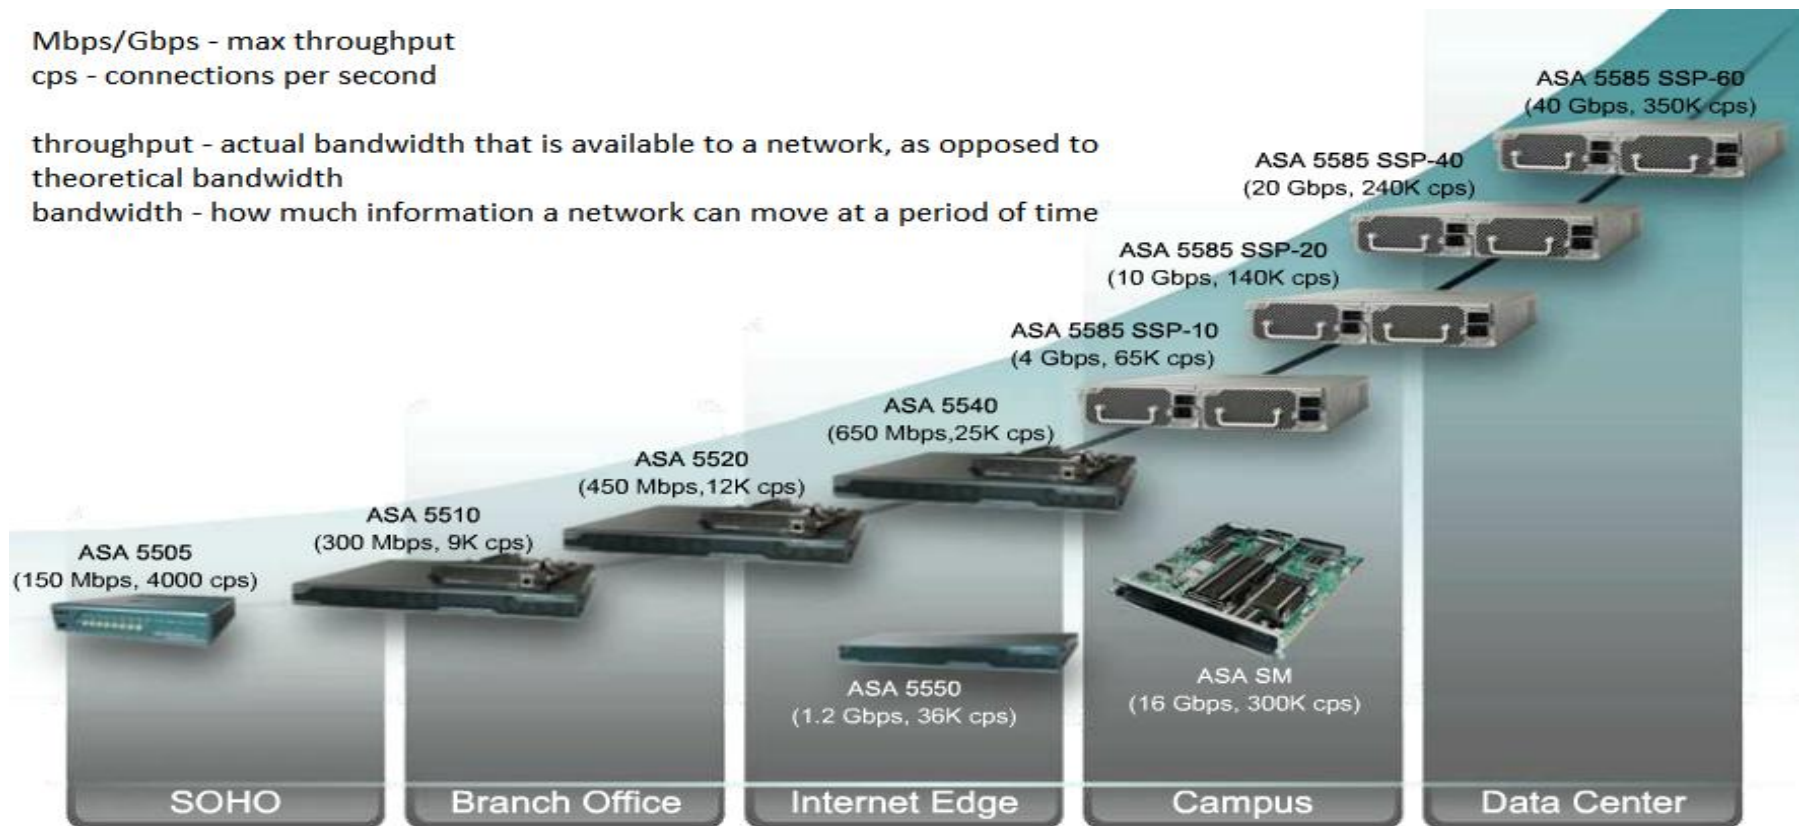 Mbps/Gbps - max throughput
cps - connections per second
throughput - actual bandwidth that is available to a network, as opposed to
theoretical bandwidth
bandwidth - how much information a network can move at a period of time
ASA 5585 SSP-60
(40 Gbps, 350K cps)
ASA 5585 SSP-40
(20 Gbps, 240K cps)
ASA 5585 SSP-20
(10 Gbps, 140K cps)
ASA 5585 SSP-10
(4 Gbps, 65K cps)
ASA 5540
(650 Mbps,25K cps)
ASA 5520
(450 Mbps,12K cps)
ASA 5510
(300 Mbps, 9K cps)
ASA 5505
(150 Mbps, 4000 cps)
ASA 5550
(1.2 Gbps, 36K cps)
ASA SM
(16 Gbps, 300K cps)
SOHO
Branch Office
Internet Edge
Campus
Data Center